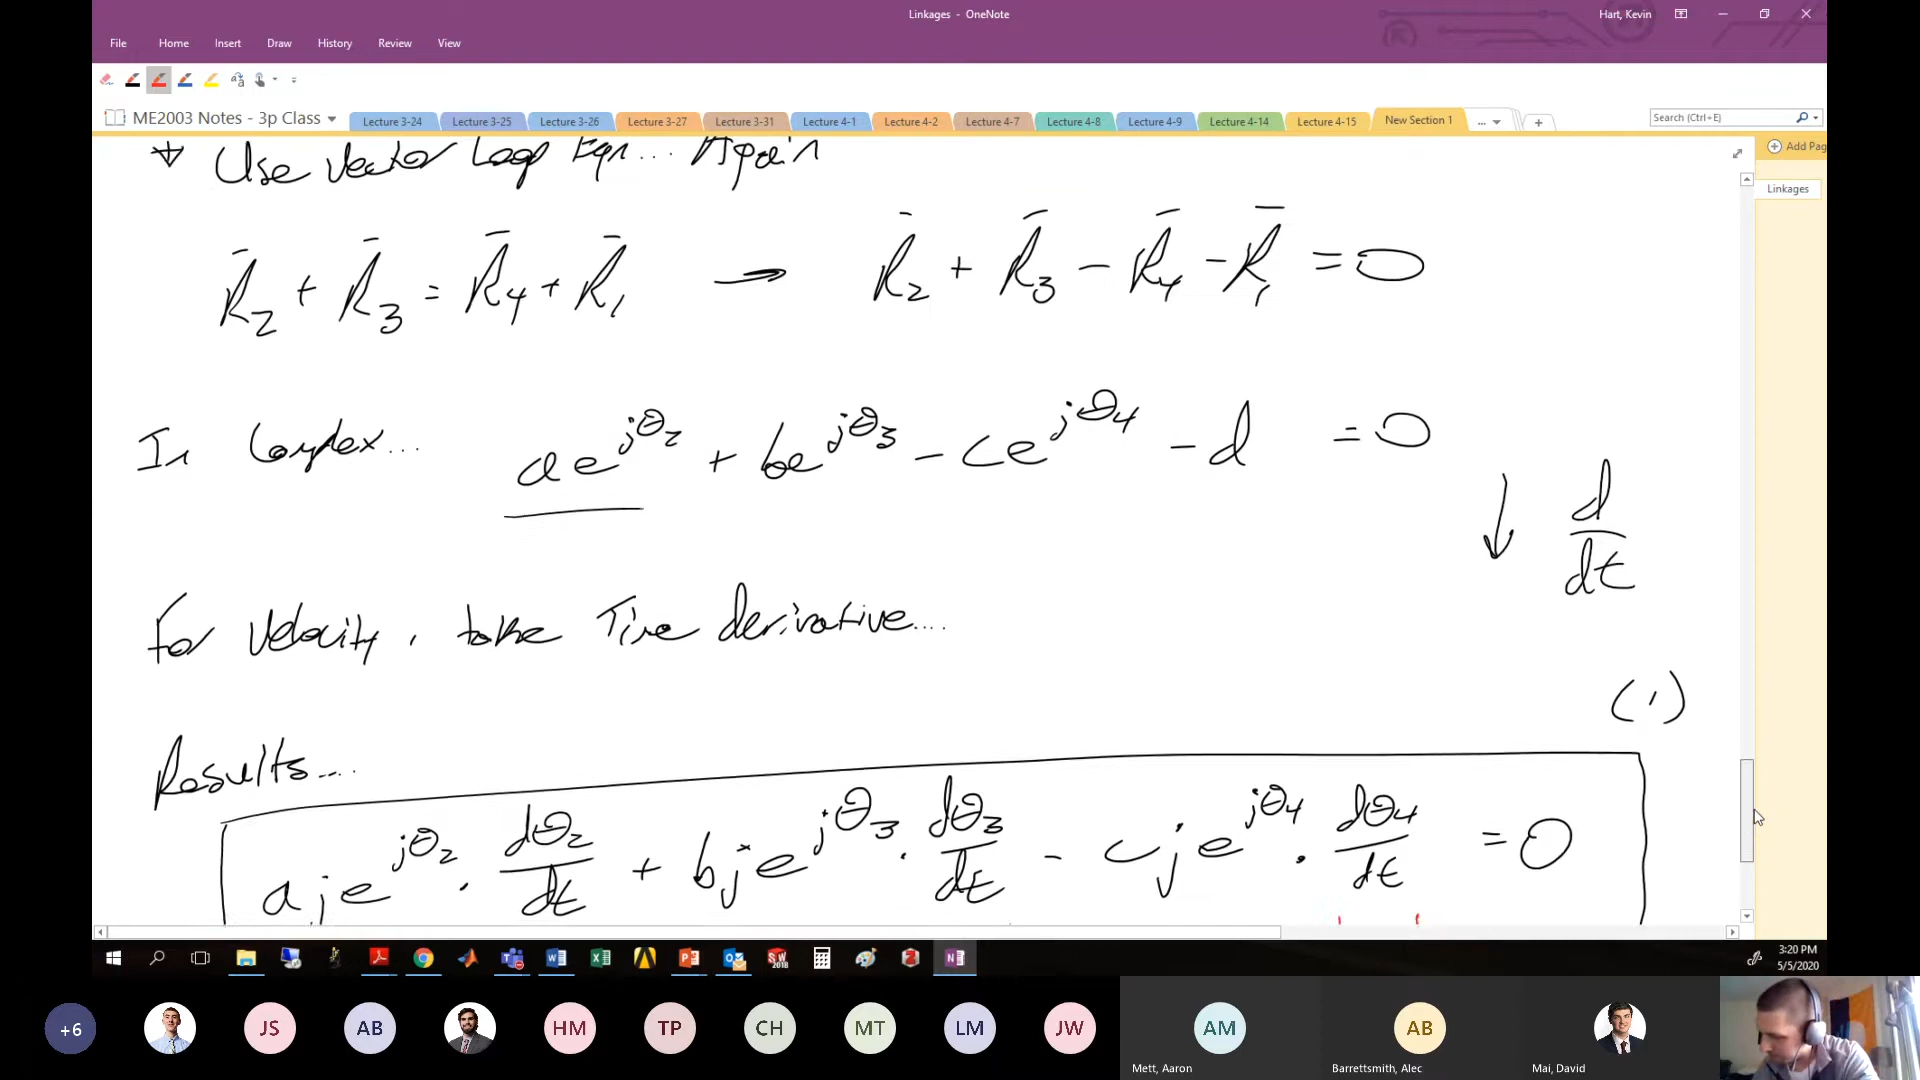 Linkages - OneNote
Hart, Kevin
File Home Insert Draw History Review View
ME2003 Notes - 3p Class
Lecture 3-24 Lecture 3-25 Lecture 3-26 Lecture 3-27 Lecture 3-31 Lecture 4-1 Lecture 4-2 Lecture 4-7 Lecture 4-8 Lecture 4-9 Lecture 4-14 Lecture 4-15 New Section 1 ... +
Search (Ctrl+E)
Add Pag
Linkages
Use Vector Loop Eqn... Again
R̄₂ + R̄₃ = R̄₄ + R̄₁ → R̄₂ + R̄₃ - R̄₄ - R̄₁ = 0
In Complex... ae^{jθ₂} + be^{jθ₃} - ce^{jθ₄} - d = 0
↓ d/dt
For Velocity, take Time derivative....
(1)
Results....
aje^{jθ₂} · dθ₂/dt + bje^{jθ₃} · dθ₃/dt - cje^{jθ₄} · dθ₄/dt = 0
3:20 PM
5/5/2020
+6 JS AB HM TP CH MT LM JW AM AB
Mett, Aaron Barrettsmith, Alec Mai, David